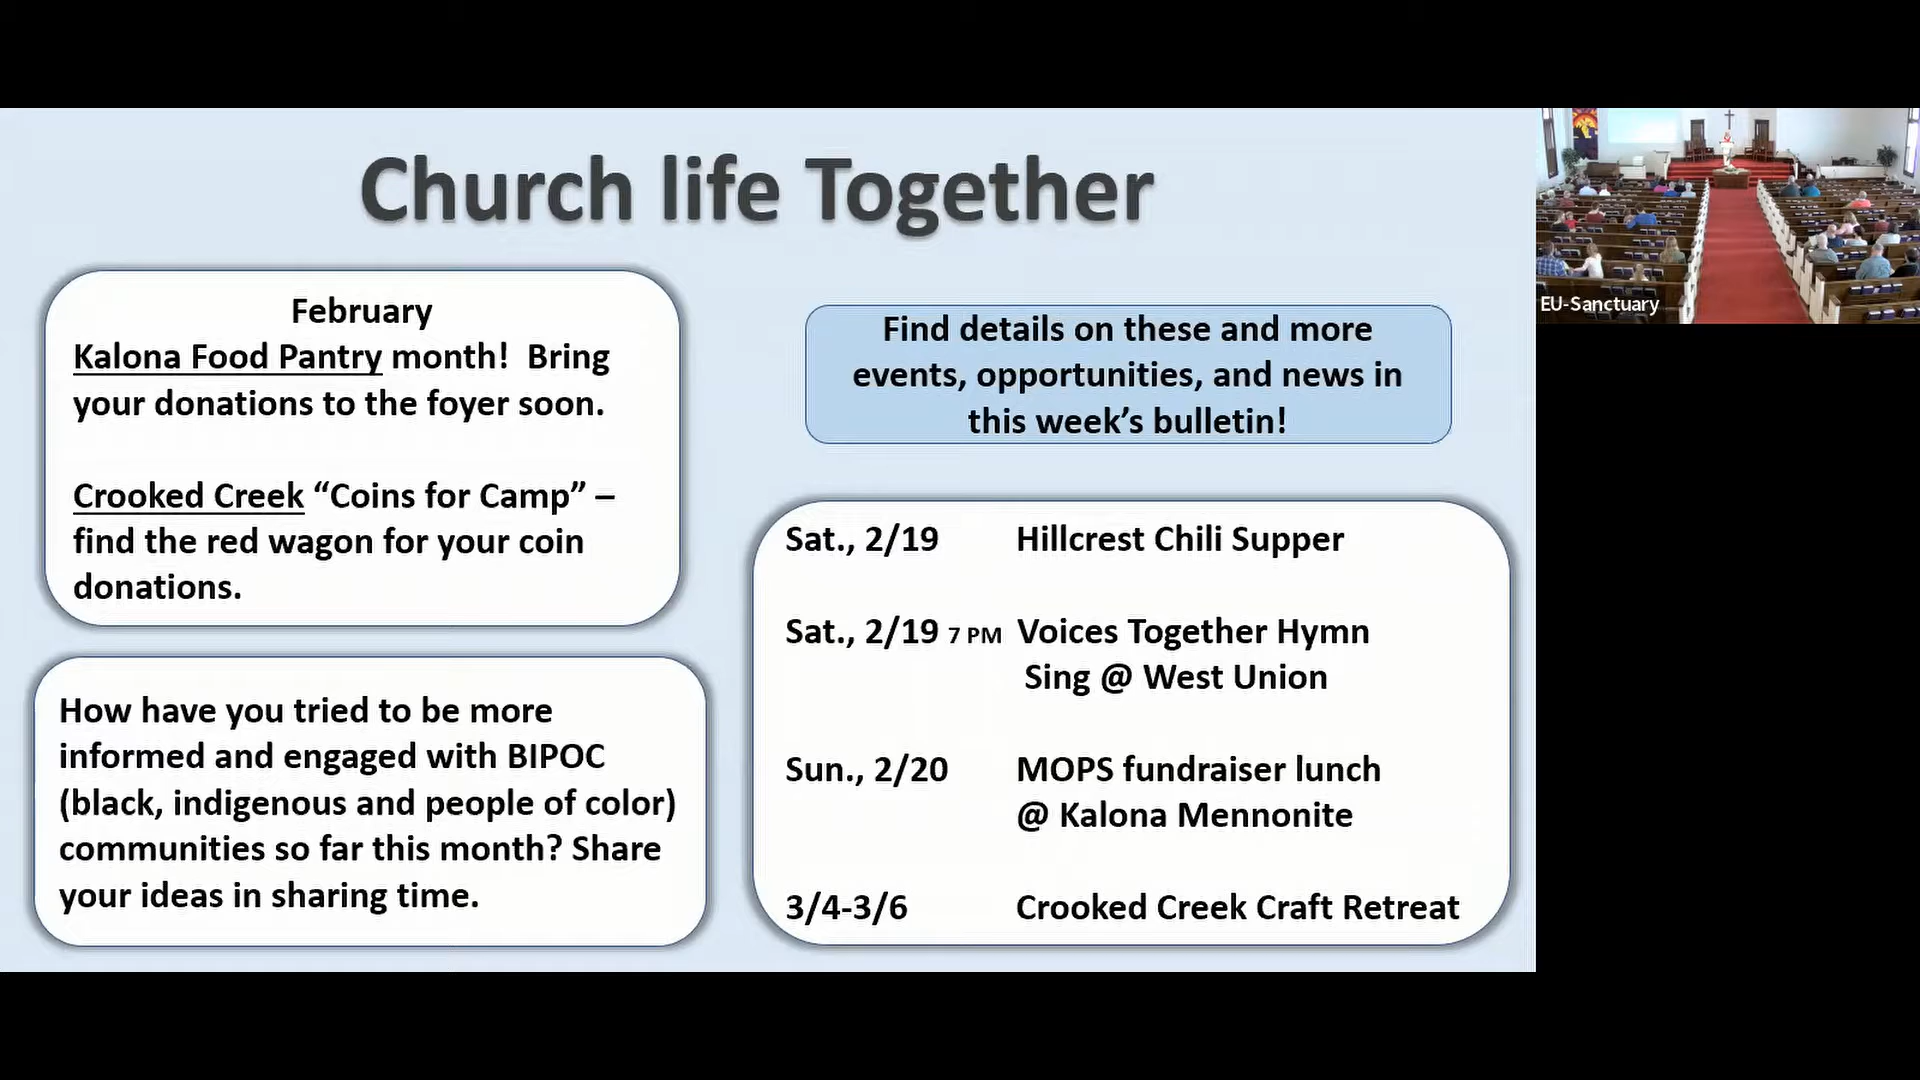 Church life Together
February
Kalona Food Pantry month!  Bring
your donations to the foyer soon.
Crooked Creek “Coins for Camp” –
find the red wagon for your coin
donations.
How have you tried to be more
informed and engaged with BIPOC
(black, indigenous and people of color)
communities so far this month? Share
your ideas in sharing time.
Find details on these and more
events, opportunities, and news in
this week’s bulletin!
Sat., 2/19 Hillcrest Chili Supper
Sat., 2/19 7 PM Voices Together Hymn
Sing @ West Union
Sun., 2/20 MOPS fundraiser lunch
@ Kalona Mennonite
3/4-3/6 Crooked Creek Craft Retreat
EU-Sanctuary